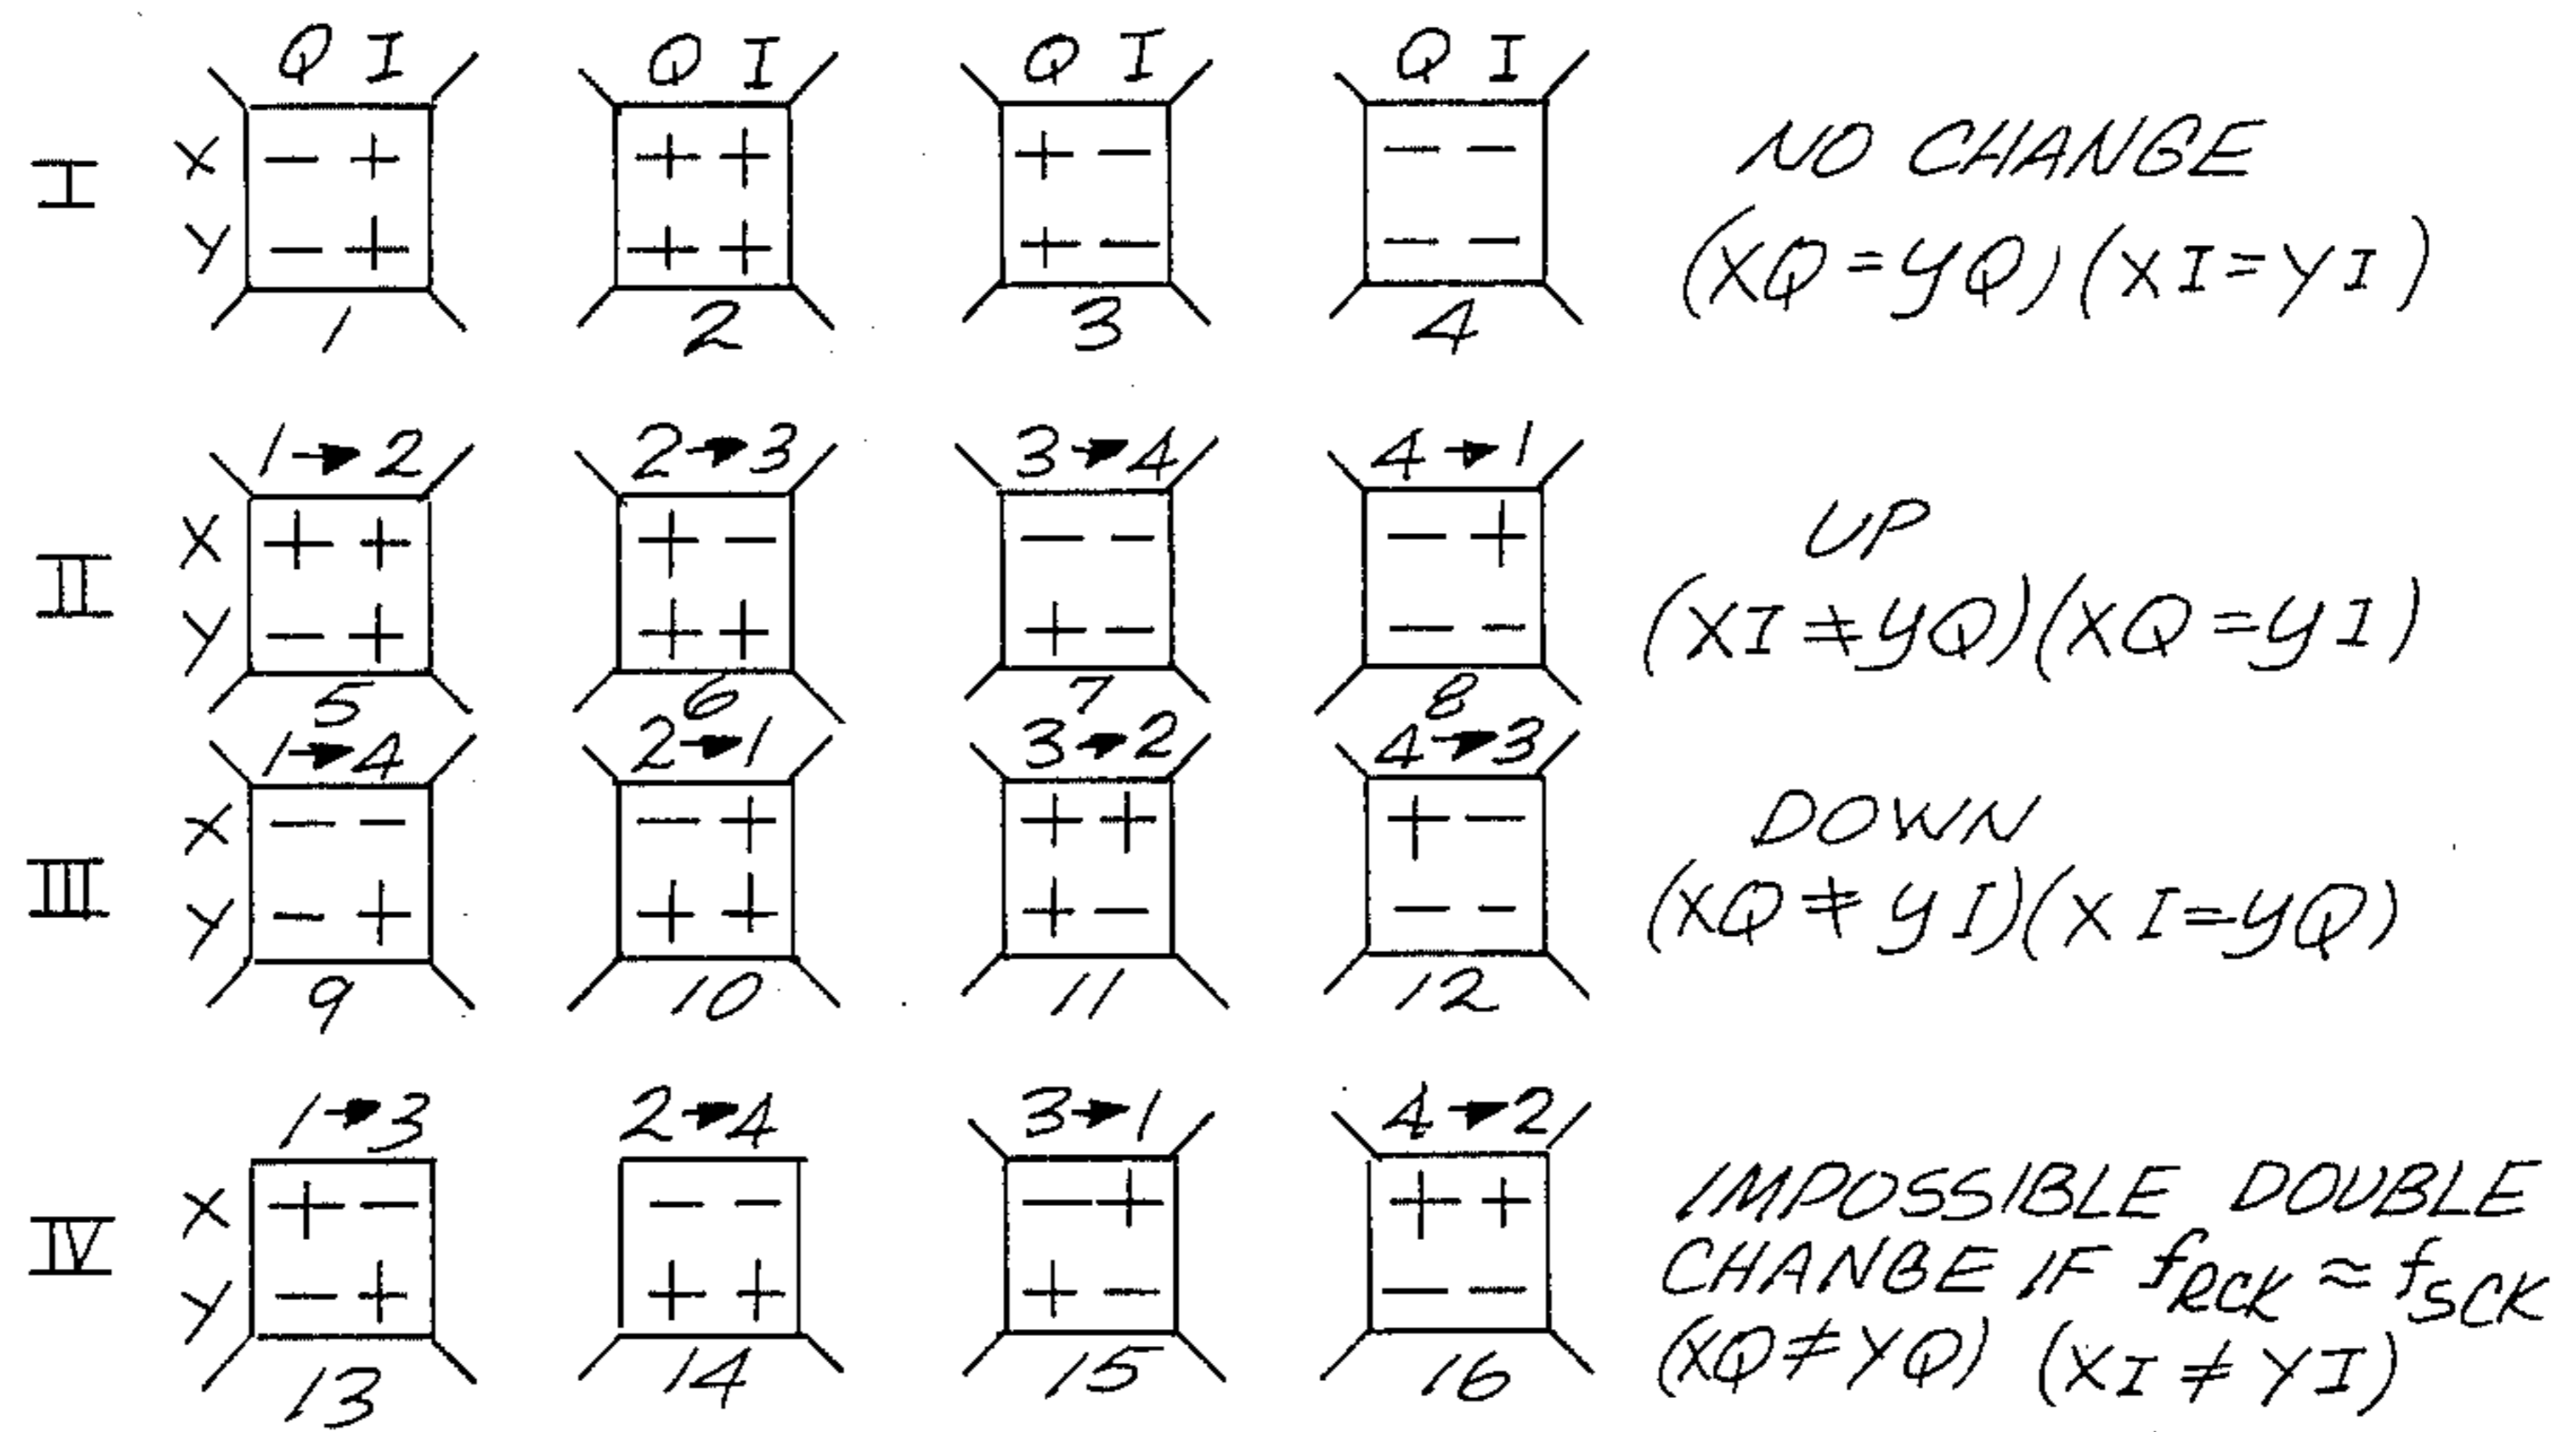 Q I Q I Q I Q I
I
X - + + + + - - -
Y - + + + + - - -
1 2 3 4
NO CHANGE
(XQ = YQ) (XI = YI)
1→2 2→3 3→4 4→1
II
X + + + - - - - +
Y - + + + + - - -
5 6 7 8
UP
(XI ≠ YQ)(XQ = YI)
1→4 2→1 3→2 4→3
III
X - - - + + + + -
Y - + + + + - - -
9 10 11 12
DOWN
(XQ ≠ YI)(XI = YQ)
1→3 2→4 3→1 4→2
IV
X + - - - - + + +
Y - + + + + - - -
13 14 15 16
IMPOSSIBLE DOUBLE
CHANGE IF fRCK ≈ fSCK
(XQ ≠ YQ) (XI ≠ YI)